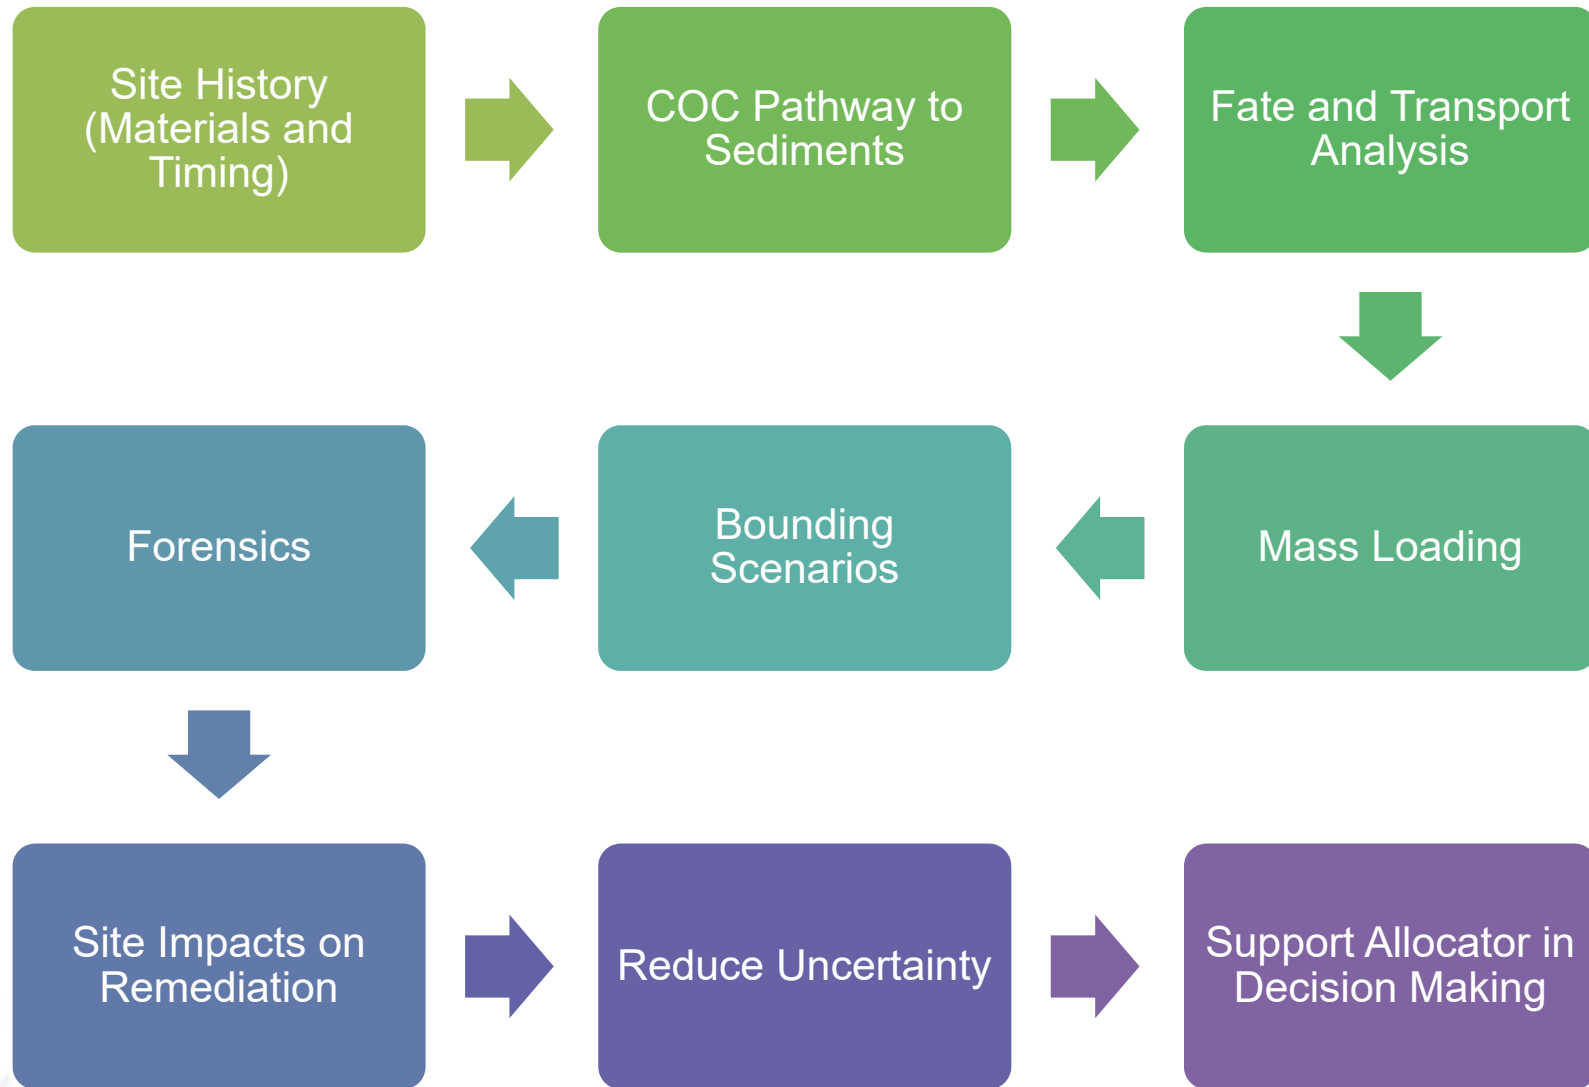 Site History
(Materials and
Timing)
COC Pathway to
Sediments
Fate and Transport
Analysis
Mass Loading
Bounding
Scenarios
Forensics
Site Impacts on
Remediation
Reduce Uncertainty
Support Allocator in
Decision Making